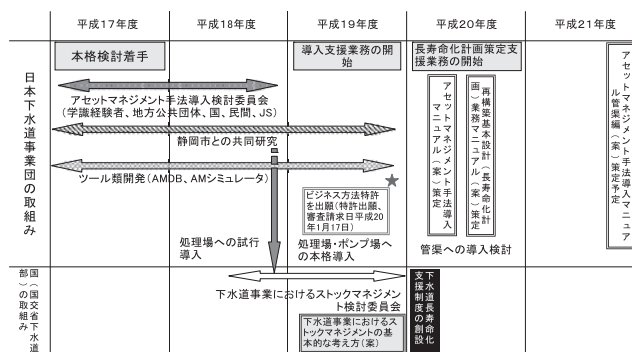 平成17年度
平成18年度
平成19年度
平成20年度
平成21年度
日本下水道事業団の取組み
本格検討着手
導入支援業務の開
始
長寿命化計画策定支
援業務の開始
アセットマネジメント手法導入検討委員会
(学識経験者、地方公共団体、国、民間、JS)
静岡市との共同研究
ツール類開発(AMDB、AMシミュレータ)
ビジネス方法特許
を出願(特許出願、
審査請求日平成20
年1月17日)
処理場への試行
導入
処理場・ポンプ場へ
の本格導入
アセットマネジメント手法導入
マニュアル(案)策定
再構築基本設計(長寿命化計
画)業務マニュアル(案)策定
管渠への導入検討
アセットマネジメント手法導入マニュア
ル管渠編(案)策定予定
国(国交省下水道
部)の取組み
下水道事業におけるストックマネジメン
ト検討委員会
下水道事業におけるス
トックマネジメントの基
本的な考え方(案)
下水道長寿命化
支援制度の創設